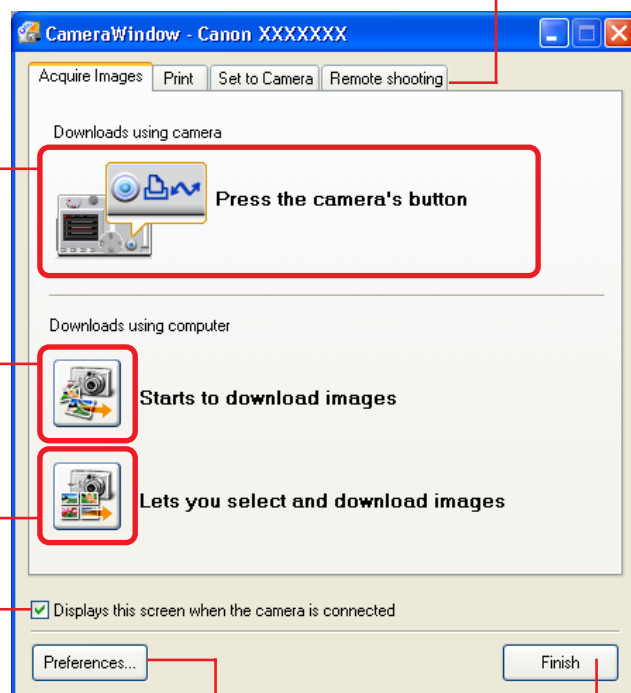 CameraWindow - Canon XXXXXXX
Acquire Images Print Set to Camera Remote shooting
Downloads using camera
Press the camera's button
Downloads using computer
Starts to download images
Lets you select and download images
Displays this screen when the camera is connected
Preferences... Finish